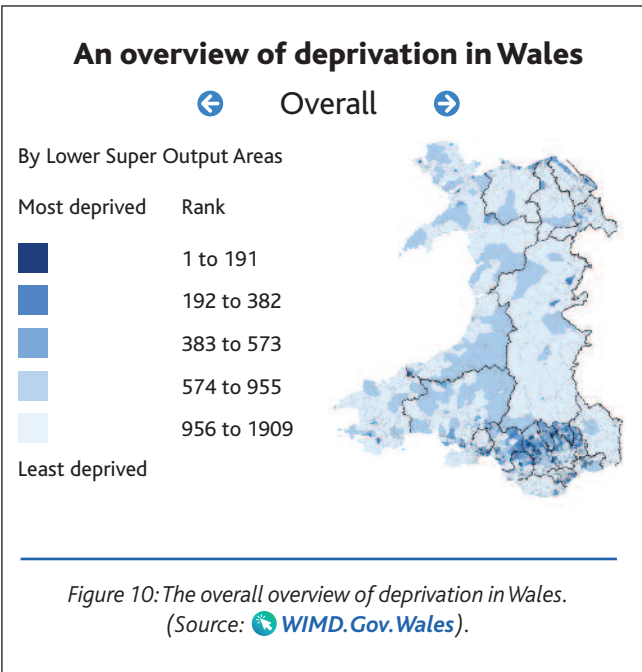 An overview of deprivation in Wales
Overall
By Lower Super Output Areas
Most deprived Rank
1 to 191
192 to 382
383 to 573
574 to 955
956 to 1909
Least deprived
Figure 10: The overall overview of deprivation in Wales.
(Source: WIMD.Gov.Wales).